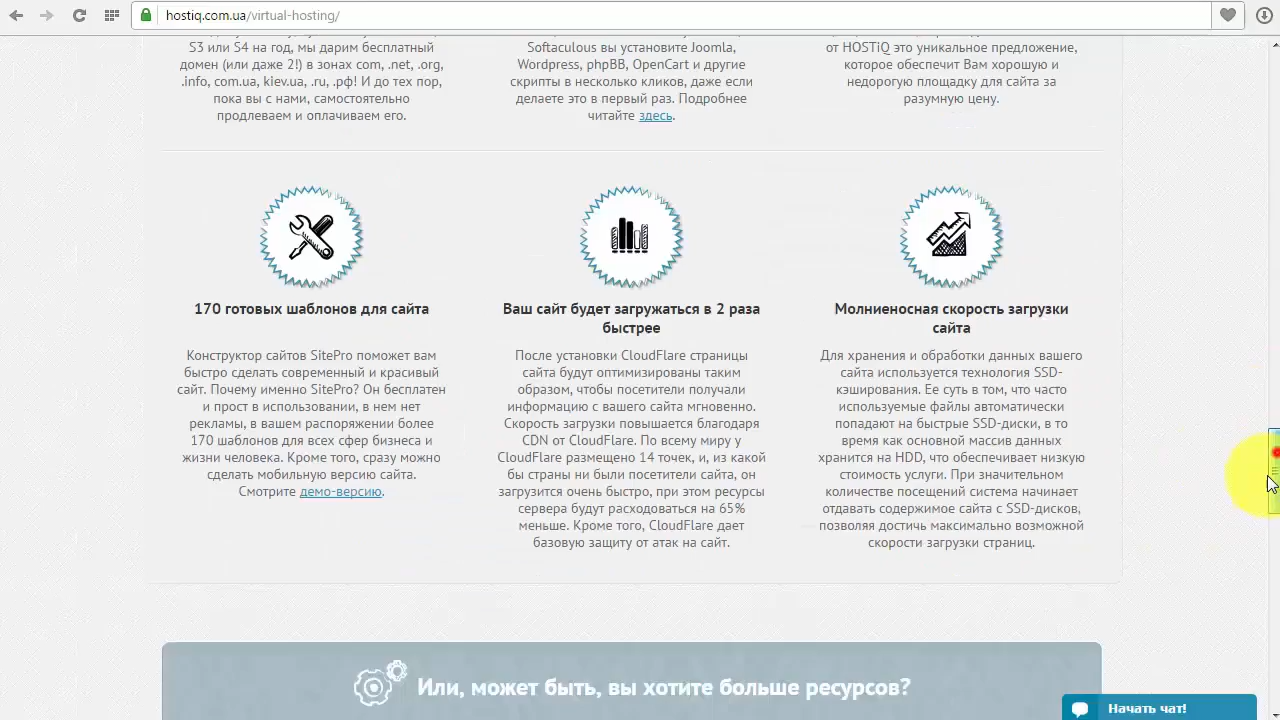 hostiq.com.ua/virtual-hosting/
S3 или S4 на год, мы дарим бесплатный
домен (или даже 2!) в зонах com, .net, .org,
.info, com.ua, kiev.ua, .ru, .рф! И до тех пор,
пока вы с нами, самостоятельно
продлеваем и оплачиваем его.
Softaculous вы установите Joomla,
Wordpress, phpBB, OpenCart и другие
скрипты в несколько кликов, даже если
делаете это в первый раз. Подробнее
читайте здесь.
от HOSTiQ это уникальное предложение,
которое обеспечит Вам хорошую и
недорогую площадку для сайта за
разумную цену.
170 готовых шаблонов для сайта
Конструктор сайтов SitePro поможет вам
быстро сделать современный и красивый
сайт. Почему именно SitePro? Он бесплатен
и прост в использовании, в нем нет
рекламы, в вашем распоряжении более
170 шаблонов для всех сфер бизнеса и
жизни человека. Кроме того, сразу можно
сделать мобильную версию сайта.
Смотрите демо-версию.
Ваш сайт будет загружаться в 2 раза
быстрее
После установки CloudFlare страницы
сайта будут оптимизированы таким
образом, чтобы посетители получали
информацию с вашего сайта мгновенно.
Скорость загрузки повышается благодаря
CDN от CloudFlare. По всему миру у
CloudFlare размещено 14 точек, и, из какой
бы страны ни были посетители сайта, он
загрузится очень быстро, при этом ресурсы
сервера будут расходоваться на 65%
меньше. Кроме того, CloudFlare дает
базовую защиту от атак на сайт.
Молниеносная скорость загрузки
сайта
Для хранения и обработки данных вашего
сайта используется технология SSD-
кэширования. Ее суть в том, что часто
используемые файлы автоматически
попадают на быстрые SSD-диски, в то
время как основной массив данных
хранится на HDD, что обеспечивает низкую
стоимость услуги. При значительном
количестве посещений система начинает
отдавать содержимое сайта с SSD-дисков,
позволяя достичь максимально возможной
скорости загрузки страниц.
Или, может быть, вы хотите больше ресурсов?
Начать чат!